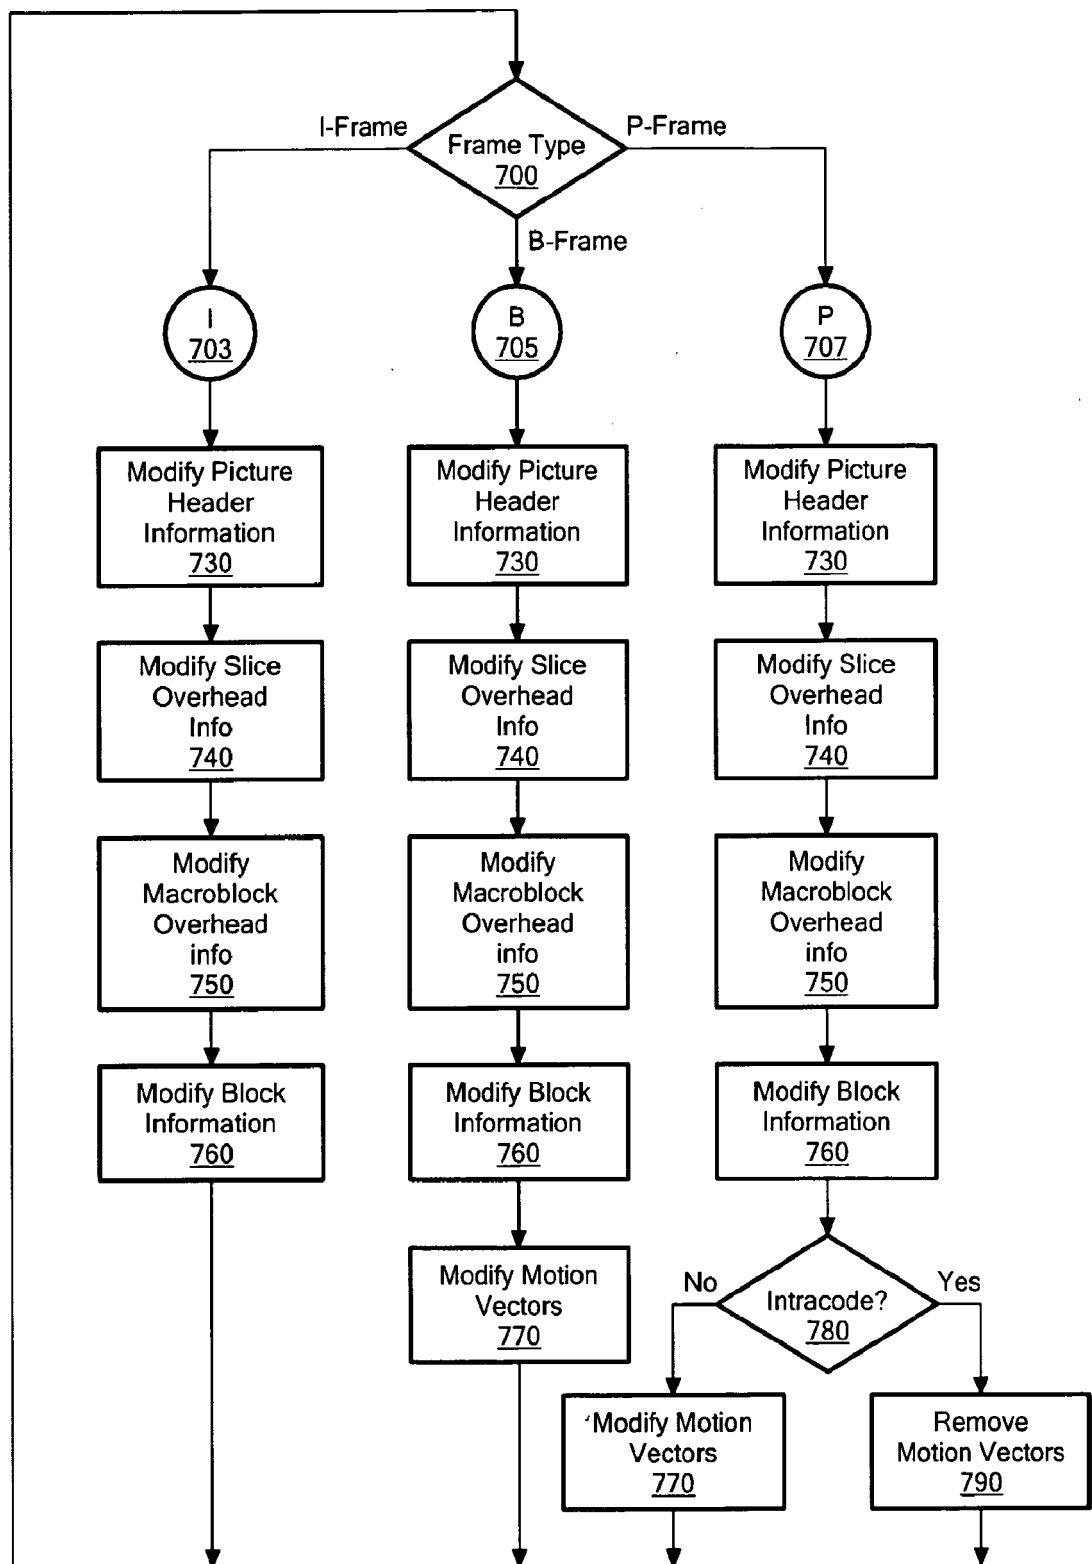 I-Frame
Frame Type
700
P-Frame
B-Frame
I
703
B
705
P
707
Modify Picture
Header
Information
730
Modify Picture
Header
Information
730
Modify Picture
Header
Information
730
Modify Slice
Overhead
Info
740
Modify Slice
Overhead
Info
740
Modify Slice
Overhead
Info
740
Modify
Macroblock
Overhead
info
750
Modify
Macroblock
Overhead
info
750
Modify
Macroblock
Overhead
info
750
Modify Block
Information
760
Modify Block
Information
760
Modify Block
Information
760
Modify Motion
Vectors
770
No
Intracode?
780
Yes
Modify Motion
Vectors
770
Remove
Motion Vectors
790